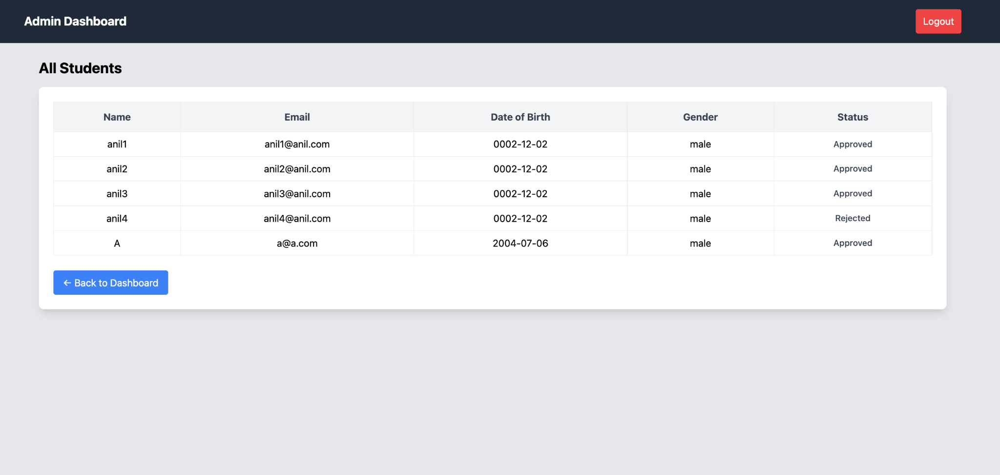 Admin Dashboard Logout
All Students
Name Email Date of Birth Gender Status
anil1 anil1@anil.com 0002-12-02 male Approved
anil2 anil2@anil.com 0002-12-02 male Approved
anil3 anil3@anil.com 0002-12-02 male Approved
anil4 anil4@anil.com 0002-12-02 male Rejected
A a@a.com 2004-07-06 male Approved
← Back to Dashboard